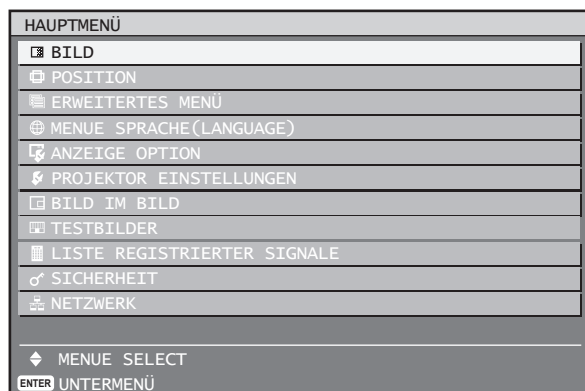 HAUPTMENÜ
BILD
POSITION
ERWEITERTES MENÜ
MENUE SPRACHE(LANGUAGE)
ANZEIGE OPTION
PROJEKTOR EINSTELLUNGEN
BILD IM BILD
TESTBILDER
LISTE REGISTRIERTER SIGNALE
SICHERHEIT
NETZWERK
MENUE SELECT
ENTER UNTERMENÜ